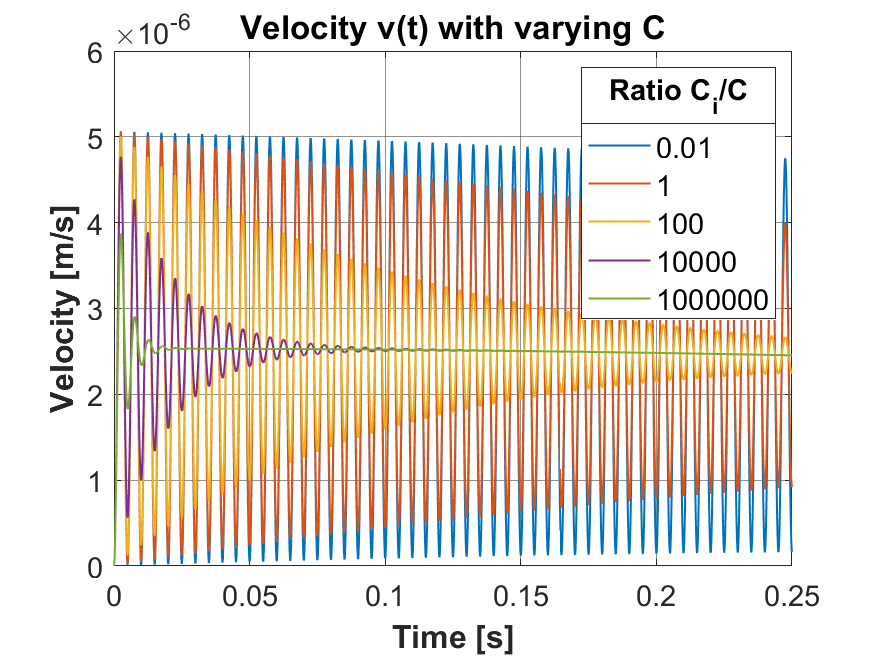 Velocity v(t) with varying C
×10⁻⁶
6
5
4
3
2
1
0
Velocity [m/s]
Ratio Cᵢ/C
0.01
1
100
10000
1000000
0 0.05 0.1 0.15 0.2 0.25
Time [s]